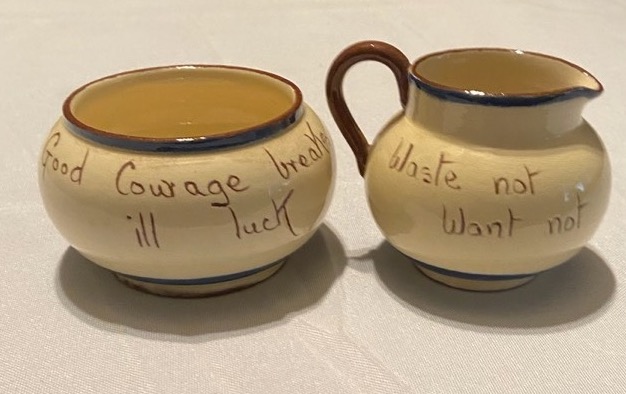 Good Courage breaks
ill luck
Waste not
Want not